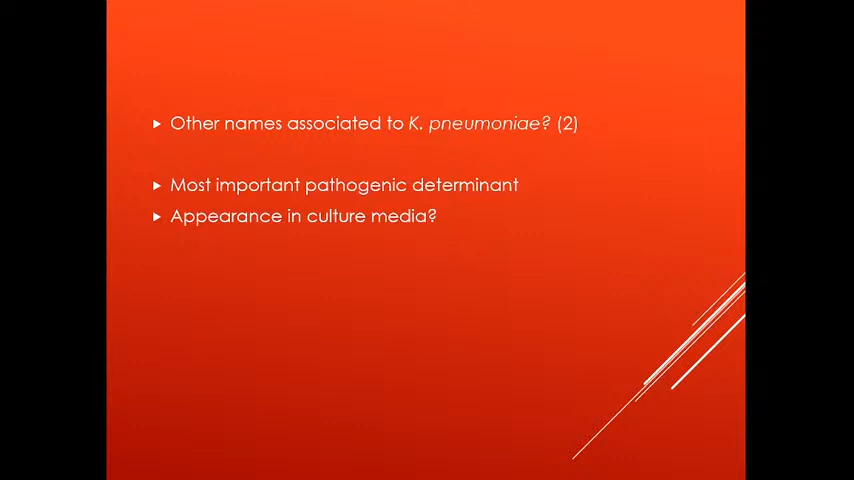 Other names associated to K. pneumoniae? (2)
Most important pathogenic determinant
Appearance in culture media?